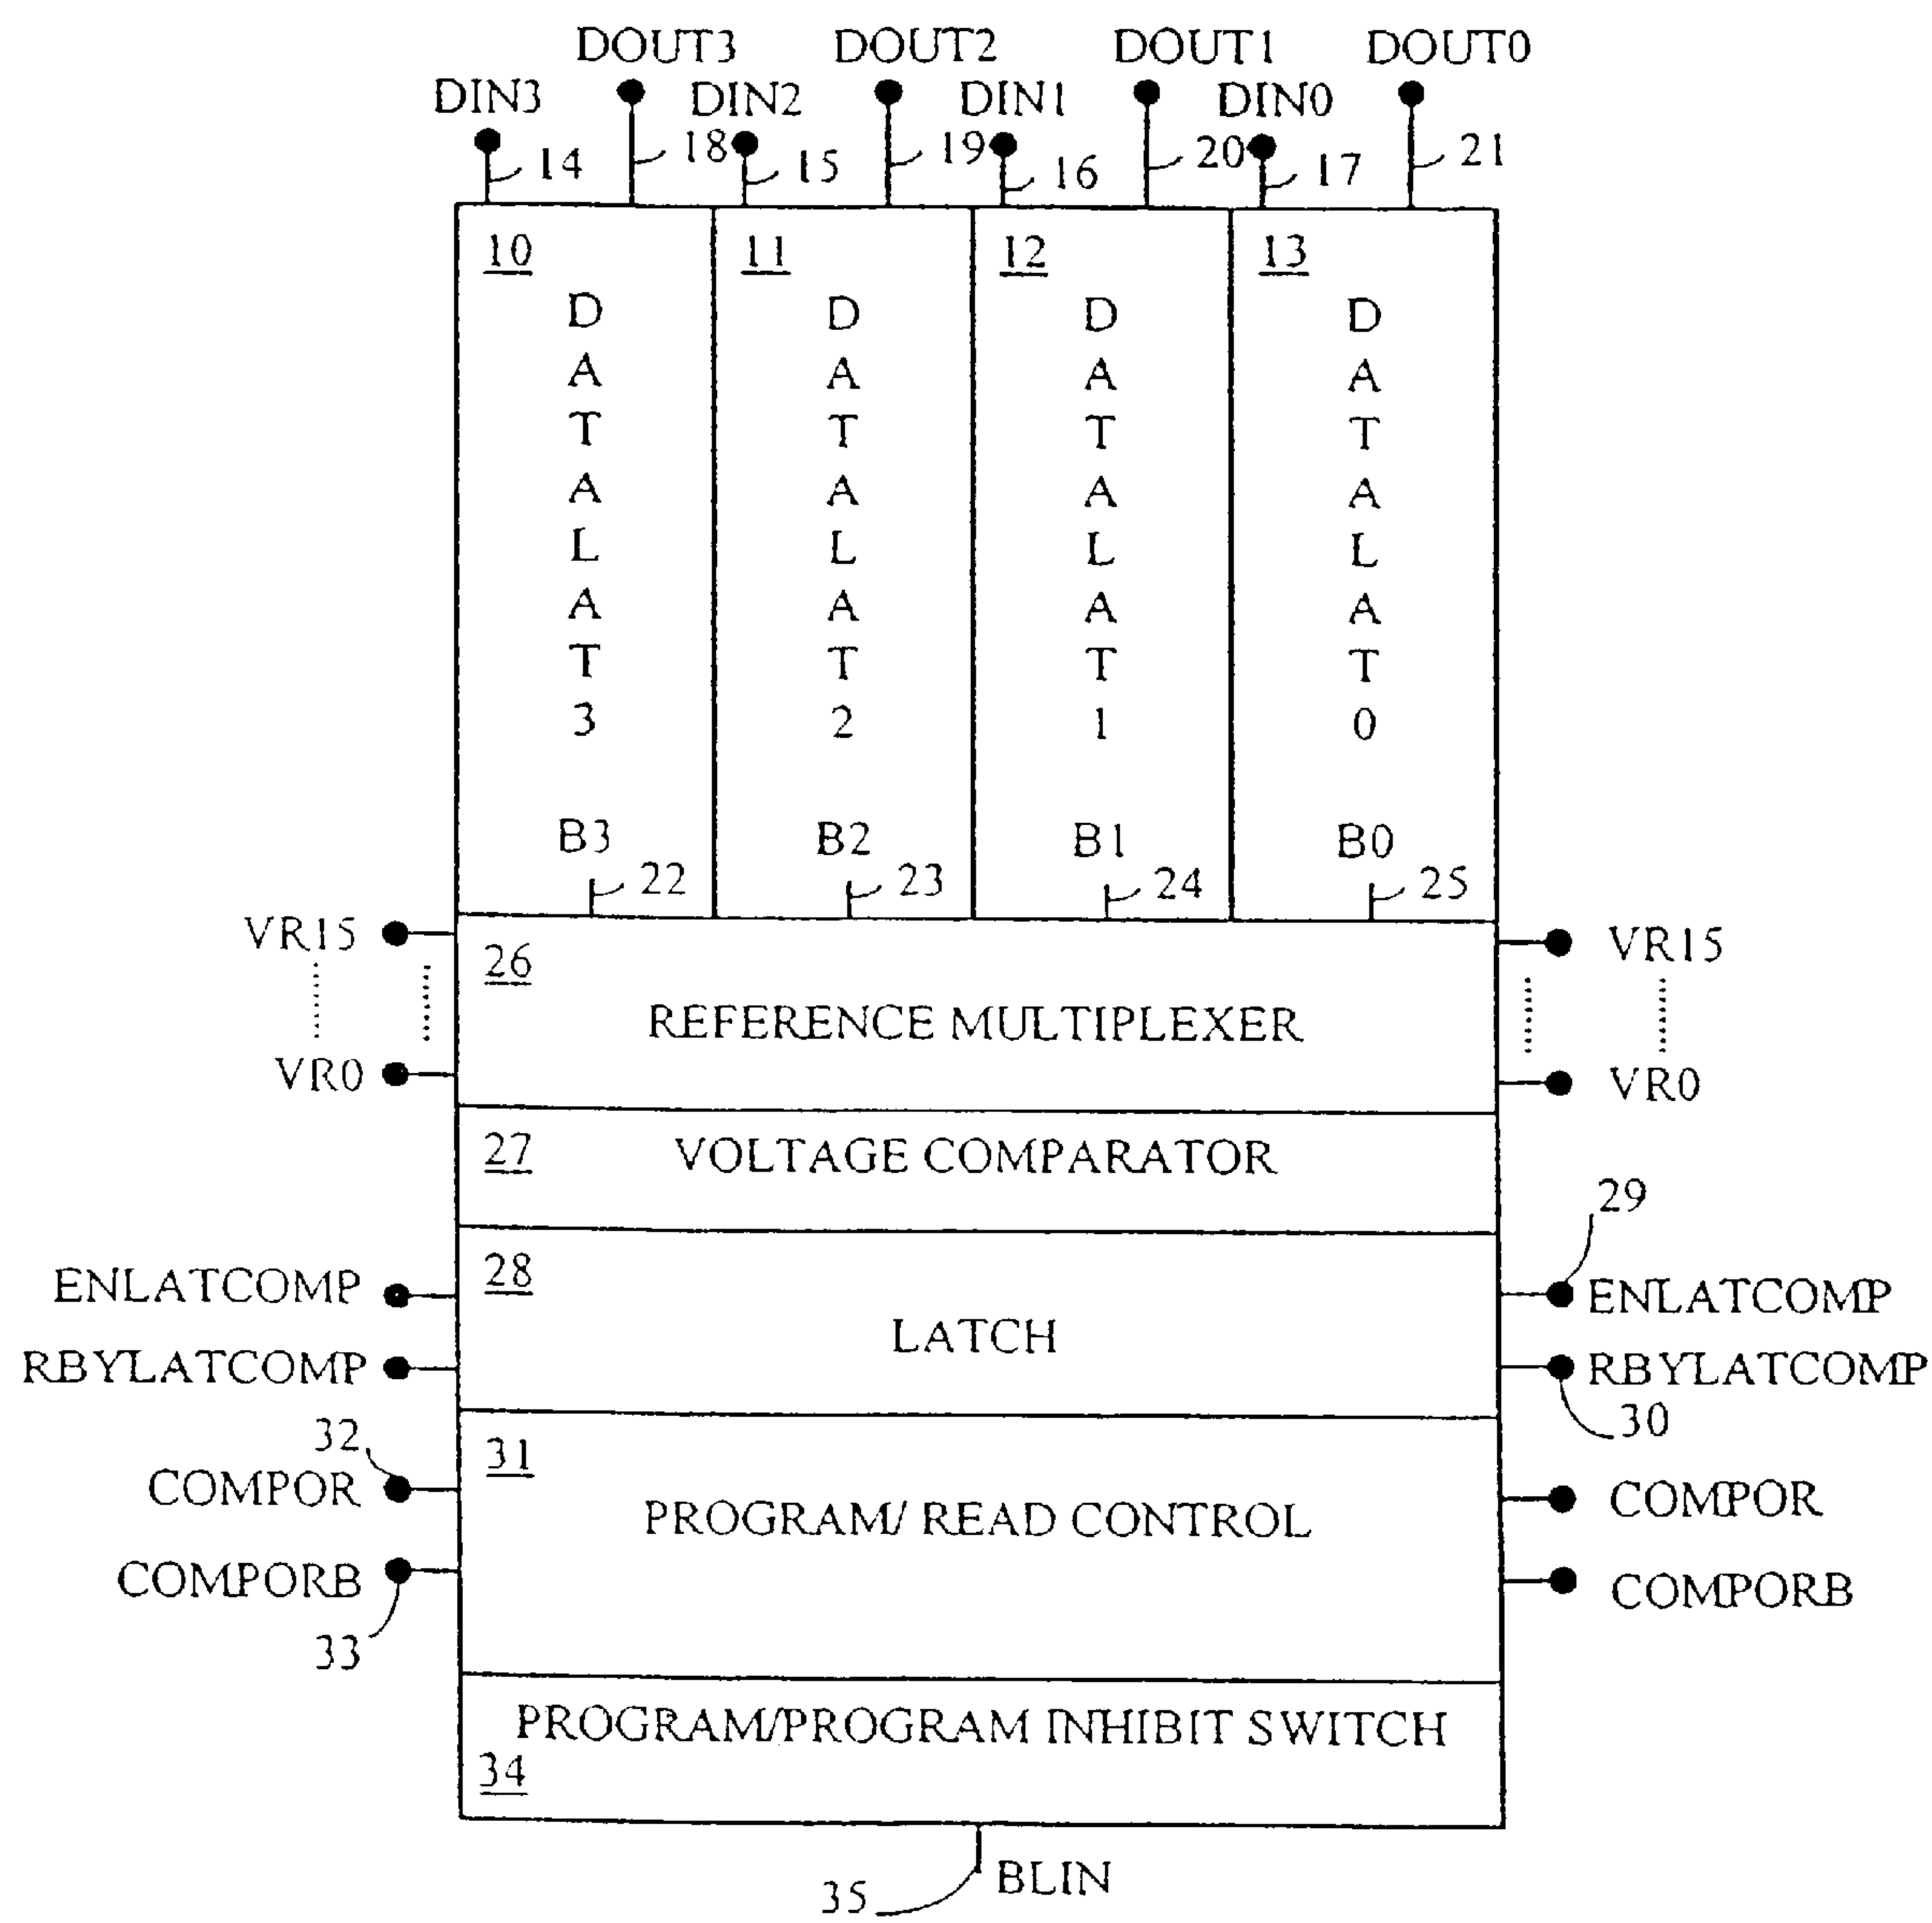 DOUT3 DOUT2 DOUT1 DOUT0
DIN3 DIN2 DIN1 DIN0
14 18 15 19 16 20 17 21
10 11 12 13
DATALAT3 DATALAT2 DATALAT1 DATALAT0
B3 B2 B1 B0
22 23 24 25
VR15 26 VR15
REFERENCE MULTIPLEXER
VR0 VR0
27 VOLTAGE COMPARATOR
29
ENLATCOMP 28 ENLATCOMP
LATCH
RBYLATCOMP RBYLATCOMP
32 31 30
COMPOR PROGRAM/ READ CONTROL COMPOR
COMPORB COMPORB
33
PROGRAM/PROGRAM INHIBIT SWITCH
34
35 BLIN